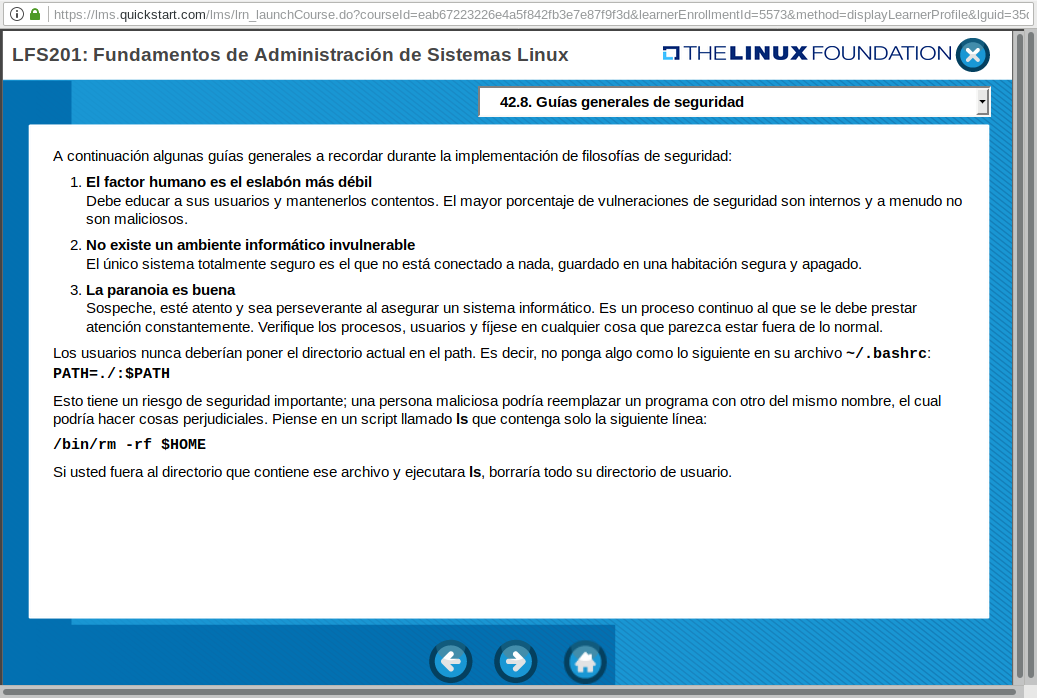 https://lms.quickstart.com/lms/lrn_launchCourse.do?courseId=eab67223226e4a5f842fb3e7e87f9f3d&learnerEnrollmentId=5573&method=displayLearnerProfile&lguid=35c
LFS201: Fundamentos de Administración de Sistemas Linux
THE LINUX FOUNDATION
42.8. Guías generales de seguridad
A continuación algunas guías generales a recordar durante la implementación de filosofías de seguridad:
1. El factor humano es el eslabón más débil
Debe educar a sus usuarios y mantenerlos contentos. El mayor porcentaje de vulneraciones de seguridad son internos y a menudo no
son maliciosos.
2. No existe un ambiente informático invulnerable
El único sistema totalmente seguro es el que no está conectado a nada, guardado en una habitación segura y apagado.
3. La paranoia es buena
Sospeche, esté atento y sea perseverante al asegurar un sistema informático. Es un proceso continuo al que se le debe prestar
atención constantemente. Verifique los procesos, usuarios y fíjese en cualquier cosa que parezca estar fuera de lo normal.
Los usuarios nunca deberían poner el directorio actual en el path. Es decir, no ponga algo como lo siguiente en su archivo ~/.bashrc:
PATH=./:$PATH
Esto tiene un riesgo de seguridad importante; una persona maliciosa podría reemplazar un programa con otro del mismo nombre, el cual
podría hacer cosas perjudiciales. Piense en un script llamado ls que contenga solo la siguiente línea:
/bin/rm -rf $HOME
Si usted fuera al directorio que contiene ese archivo y ejecutara ls, borraría todo su directorio de usuario.